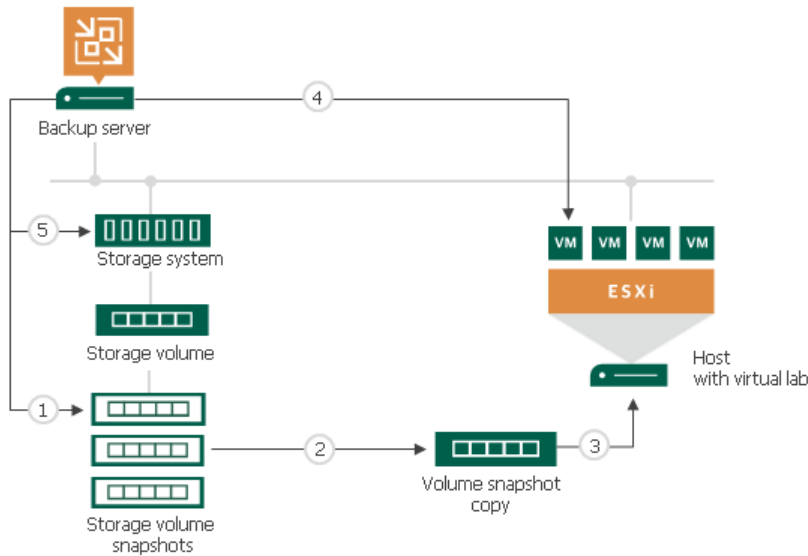 4
Backup server
5
Storage system
VM VM VM VM
ESXi
Storage volume
Host
with virtual lab
1
2
3
Volume snapshot
copy
Storage volume
snapshots